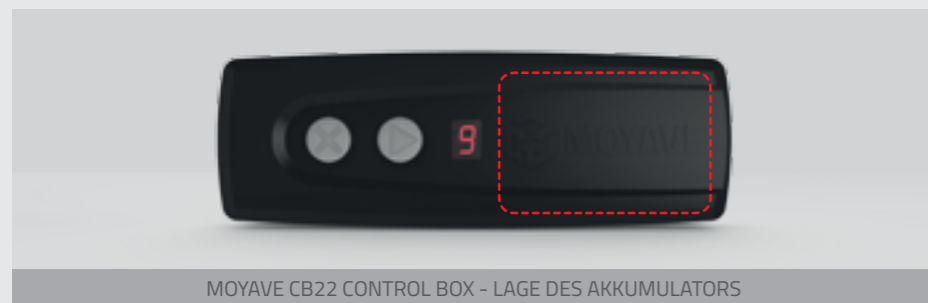 9
MOYAVE
MOYAVE CB22 CONTROL BOX - LAGE DES AKKUMULATORS